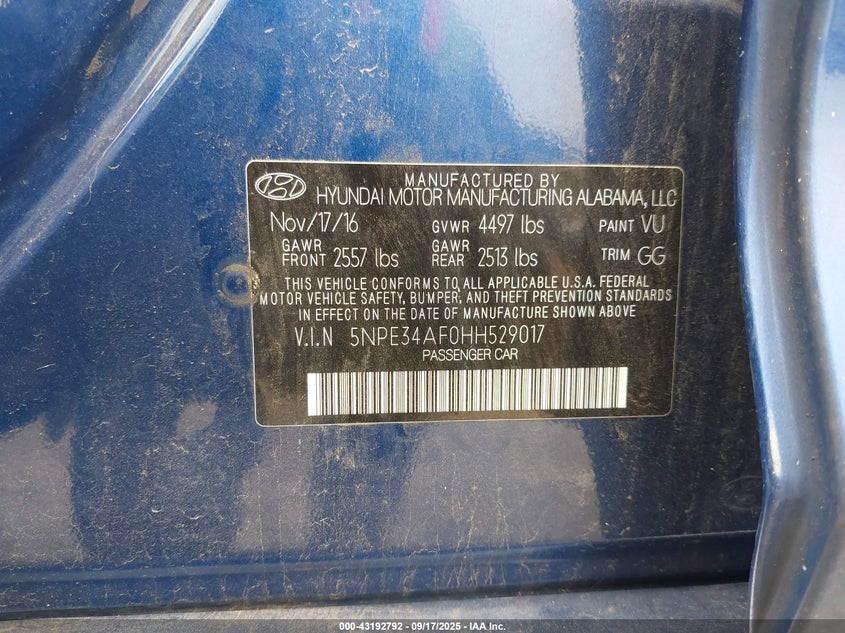 MANUFACTURED BY
HYUNDAI MOTOR MANUFACTURING ALABAMA, LLC
Nov/17/16 GVWR 4497 lbs PAINT VU
GAWR FRONT 2557 lbs GAWR REAR 2513 lbs TRIM GG
THIS VEHICLE CONFORMS TO ALL APPLICABLE U.S.A. FEDERAL
MOTOR VEHICLE SAFETY, BUMPER, AND THEFT PREVENTION STANDARDS
IN EFFECT ON THE DATE OF MANUFACTURE SHOWN ABOVE
V.I.N 5NPE34AF0HH529017
PASSENGER CAR
000-43192792 - 09/17/2025 - IAA Inc.